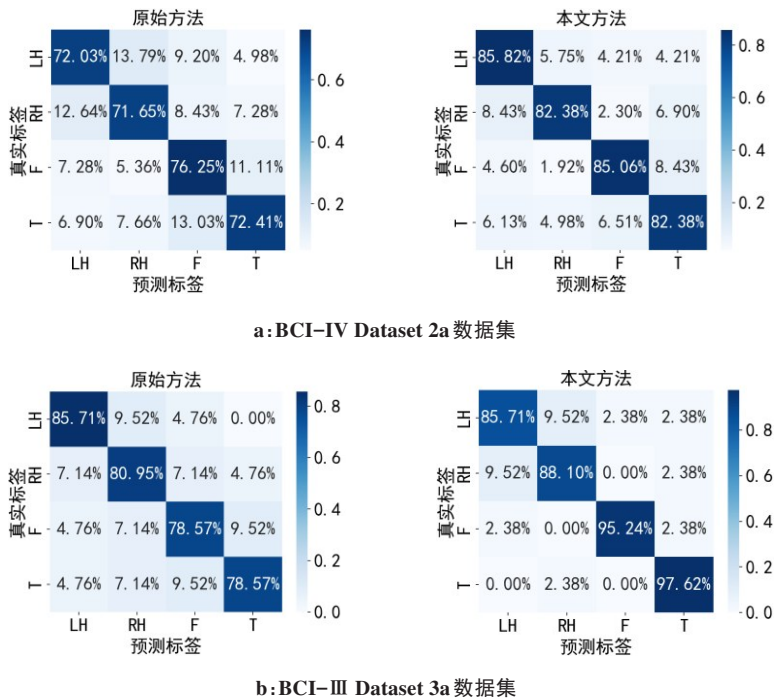 原始方法
真实标签
LH 72.03% 13.79% 9.20% 4.98%
RH 12.64% 71.65% 8.43% 7.28%
F 7.28% 5.36% 76.25% 11.11%
T 6.90% 7.66% 13.03% 72.41%
LH RH F T
预测标签
0.6
0.4
0.2
本文方法
真实标签
LH 85.82% 5.75% 4.21% 4.21%
RH 8.43% 82.38% 2.30% 6.90%
F 4.60% 1.92% 85.06% 8.43%
T 6.13% 4.98% 6.51% 82.38%
LH RH F T
预测标签
0.8
0.6
0.4
0.2
a:BCI-IV Dataset 2a数据集
原始方法
真实标签
LH 85.71% 9.52% 4.76% 0.00%
RH 7.14% 80.95% 7.14% 4.76%
F 4.76% 7.14% 78.57% 9.52%
T 4.76% 7.14% 9.52% 78.57%
LH RH F T
预测标签
0.8
0.6
0.4
0.2
0.0
本文方法
真实标签
LH 85.71% 9.52% 2.38% 2.38%
RH 9.52% 88.10% 0.00% 2.38%
F 2.38% 0.00% 95.24% 2.38%
T 0.00% 2.38% 0.00% 97.62%
LH RH F T
预测标签
0.8
0.6
0.4
0.2
0.0
b:BCI-Ⅲ Dataset 3a数据集